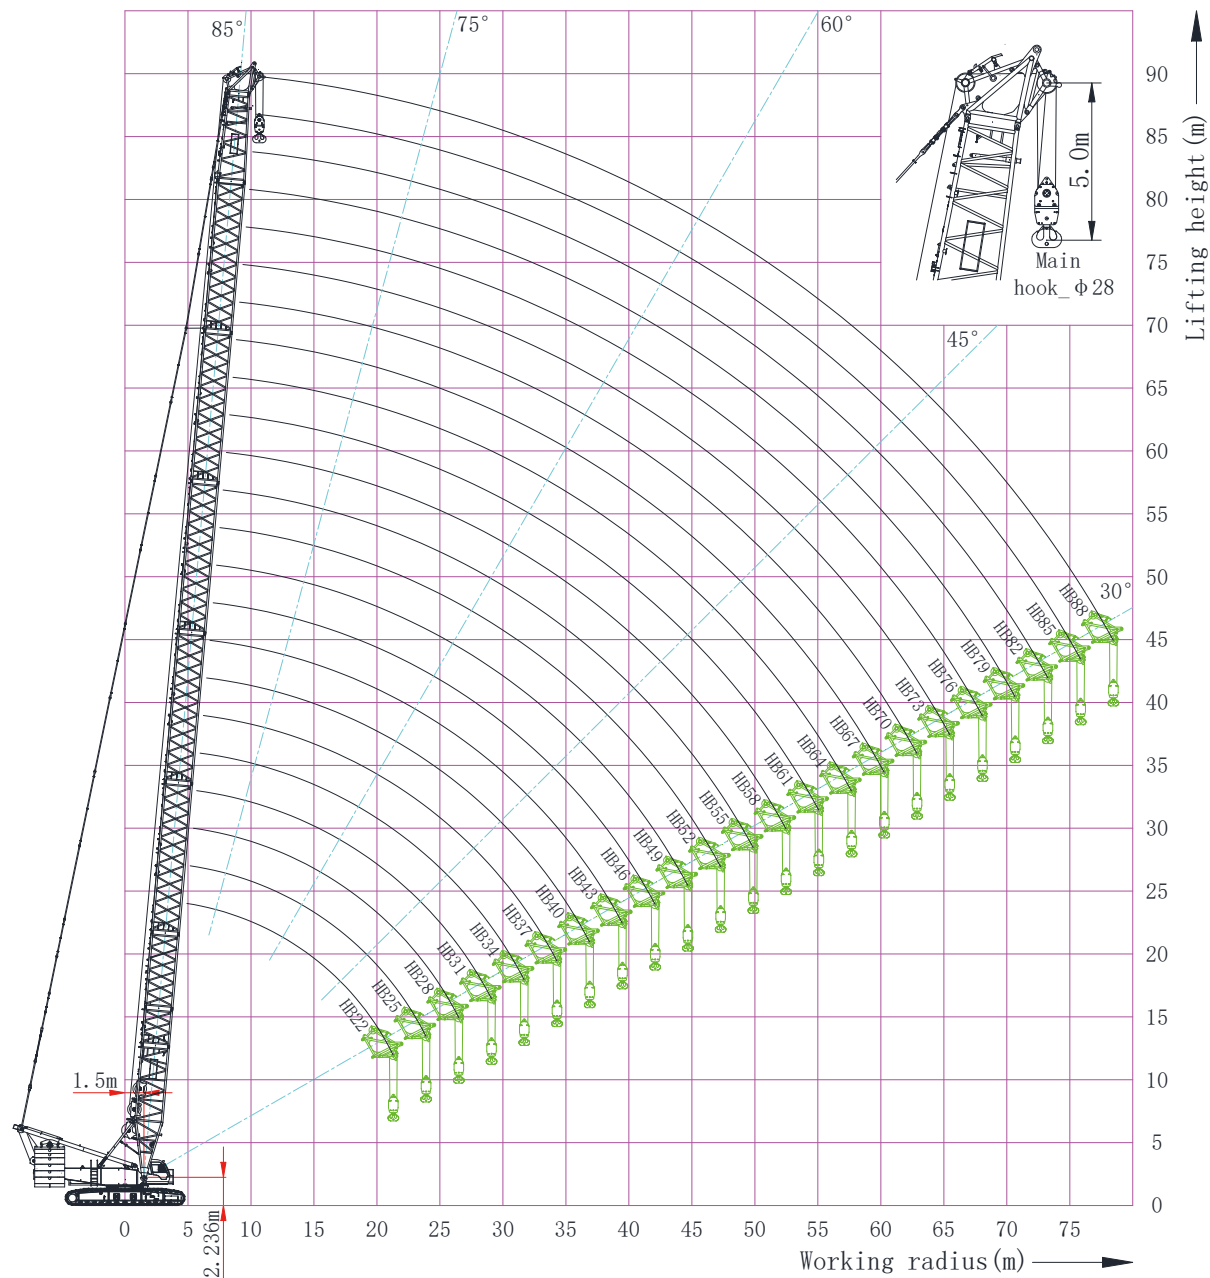 85°
75°
60°
90
85
80
75
70
65
60
55
50
45
40
35
30
25
20
15
10
5
0
Lifting height(m)
5.0m
Main
hook_φ28
45°
30°
HB88
HB85
HB82
HB79
HB76
HB73
HB70
HB67
HB64
HB61
HB58
HB55
HB52
HB49
HB46
HB43
HB40
HB37
HB34
HB31
HB28
HB25
HB22
1.5m
2.236m
0 5 10 15 20 25 30 35 40 45 50 55 60 65 70 75
Working radius(m)